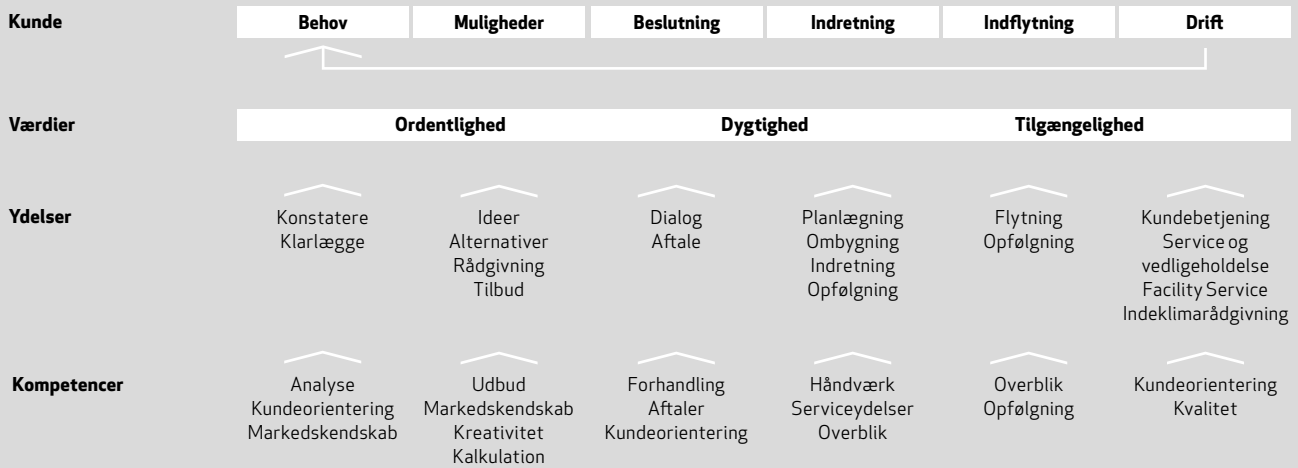 Kunde Behov Muligheder Beslutning Indretning Indflytning Drift
Værdier Ordentlighed Dygtighed Tilgængelighed
Ydelser Konstatere Ideer Dialog Planlægning Flytning Kundebetjening
Klarlægge Alternativer Aftale Ombygning Opfølgning Service og
Rådgivning Indretning vedligeholdelse
Tilbud Opfølgning Facility Service
Indeklimarådgivning
Kompetencer Analyse Udbud Forhandling Håndværk Overblik Kundeorientering
Kundeorientering Markedskendskab Aftaler Serviceydelser Opfølgning Kvalitet
Markedskendskab Kreativitet Kundeorientering Overblik
Kalkulation